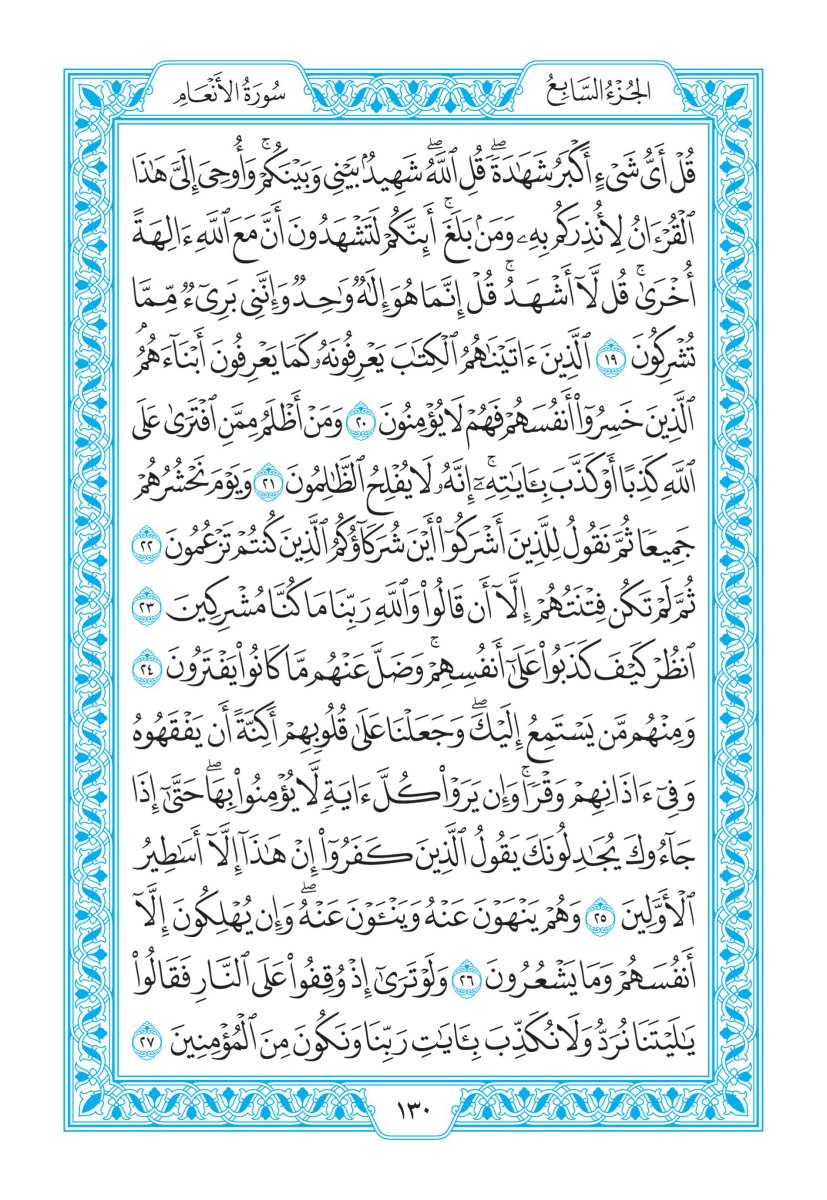 الجُزْءُ السَّابِعُ
سُورَةُ الأَنْعَامِ
قُلْ أَيُّ شَيْءٍ أَكْبَرُ شَهَٰدَةٗۖ قُلِ ٱللَّهُۖ شَهِيدُۢ بَيْنِي وَبَيْنَكُمْۚ وَأُوحِيَ إِلَيَّ هَٰذَا
ٱلْقُرْءَانُ لِأُنذِرَكُم بِهِۦ وَمَنۢ بَلَغَۚ أَئِنَّكُمْ لَتَشْهَدُونَ أَنَّ مَعَ ٱللَّهِ ءَالِهَةً
أُخْرَىٰۚ قُل لَّآ أَشْهَدُۚ قُلْ إِنَّمَا هُوَ إِلَٰهٞ وَٰحِدٞ وَإِنَّنِي بَرِيٓءٞ مِّمَّا
تُشْرِكُونَ ١٩ ٱلَّذِينَ ءَاتَيْنَٰهُمُ ٱلْكِتَٰبَ يَعْرِفُونَهُۥ كَمَا يَعْرِفُونَ أَبْنَآءَهُمُۘ
ٱلَّذِينَ خَسِرُوٓاْ أَنفُسَهُمْ فَهُمْ لَا يُؤْمِنُونَ ٢٠ وَمَنْ أَظْلَمُ مِمَّنِ ٱفْتَرَىٰ عَلَى
ٱللَّهِ كَذِبًا أَوْ كَذَّبَ بِـَٔايَٰتِهِۦٓۚ إِنَّهُۥ لَا يُفْلِحُ ٱلظَّٰلِمُونَ ٢١ وَيَوْمَ نَحْشُرُهُمْ
جَمِيعٗا ثُمَّ نَقُولُ لِلَّذِينَ أَشْرَكُوٓاْ أَيْنَ شُرَكَآؤُكُمُ ٱلَّذِينَ كُنتُمْ تَزْعُمُونَ ٢٢
ثُمَّ لَمْ تَكُن فِتْنَتُهُمْ إِلَّآ أَن قَالُواْ وَٱللَّهِ رَبِّنَا مَا كُنَّا مُشْرِكِينَ ٢٣
ٱنظُرْ كَيْفَ كَذَبُواْ عَلَىٰٓ أَنفُسِهِمْۚ وَضَلَّ عَنْهُم مَّا كَانُواْ يَفْتَرُونَ ٢٤
وَمِنْهُم مَّن يَسْتَمِعُ إِلَيْكَۖ وَجَعَلْنَا عَلَىٰ قُلُوبِهِمْ أَكِنَّةً أَن يَفْقَهُوهُ
وَفِيٓ ءَاذَانِهِمْ وَقْرٗاۚ وَإِن يَرَوْاْ كُلَّ ءَايَةٖ لَّا يُؤْمِنُواْ بِهَاۖ حَتَّىٰٓ إِذَا
جَآءُوكَ يُجَٰدِلُونَكَ يَقُولُ ٱلَّذِينَ كَفَرُوٓاْ إِنْ هَٰذَآ إِلَّآ أَسَٰطِيرُ
ٱلْأَوَّلِينَ ٢٥ وَهُمْ يَنْهَوْنَ عَنْهُ وَيَنْـَٔوْنَ عَنْهُۖ وَإِن يُهْلِكُونَ إِلَّآ
أَنفُسَهُمْ وَمَا يَشْعُرُونَ ٢٦ وَلَوْ تَرَىٰٓ إِذْ وُقِفُواْ عَلَى ٱلنَّارِ فَقَالُواْ
يَٰلَيْتَنَا نُرَدُّ وَلَا نُكَذِّبَ بِـَٔايَٰتِ رَبِّنَا وَنَكُونَ مِنَ ٱلْمُؤْمِنِينَ ٢٧
١٣٠